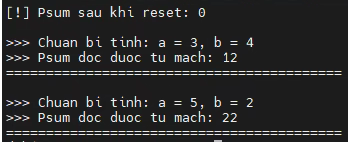 [!] Psum sau khi reset: 0
>>> Chuan bi tinh: a = 3, b = 4
>>> Psum doc duoc tu mach: 12
==========================================
>>> Chuan bi tinh: a = 5, b = 2
>>> Psum doc duoc tu mach: 22
==========================================